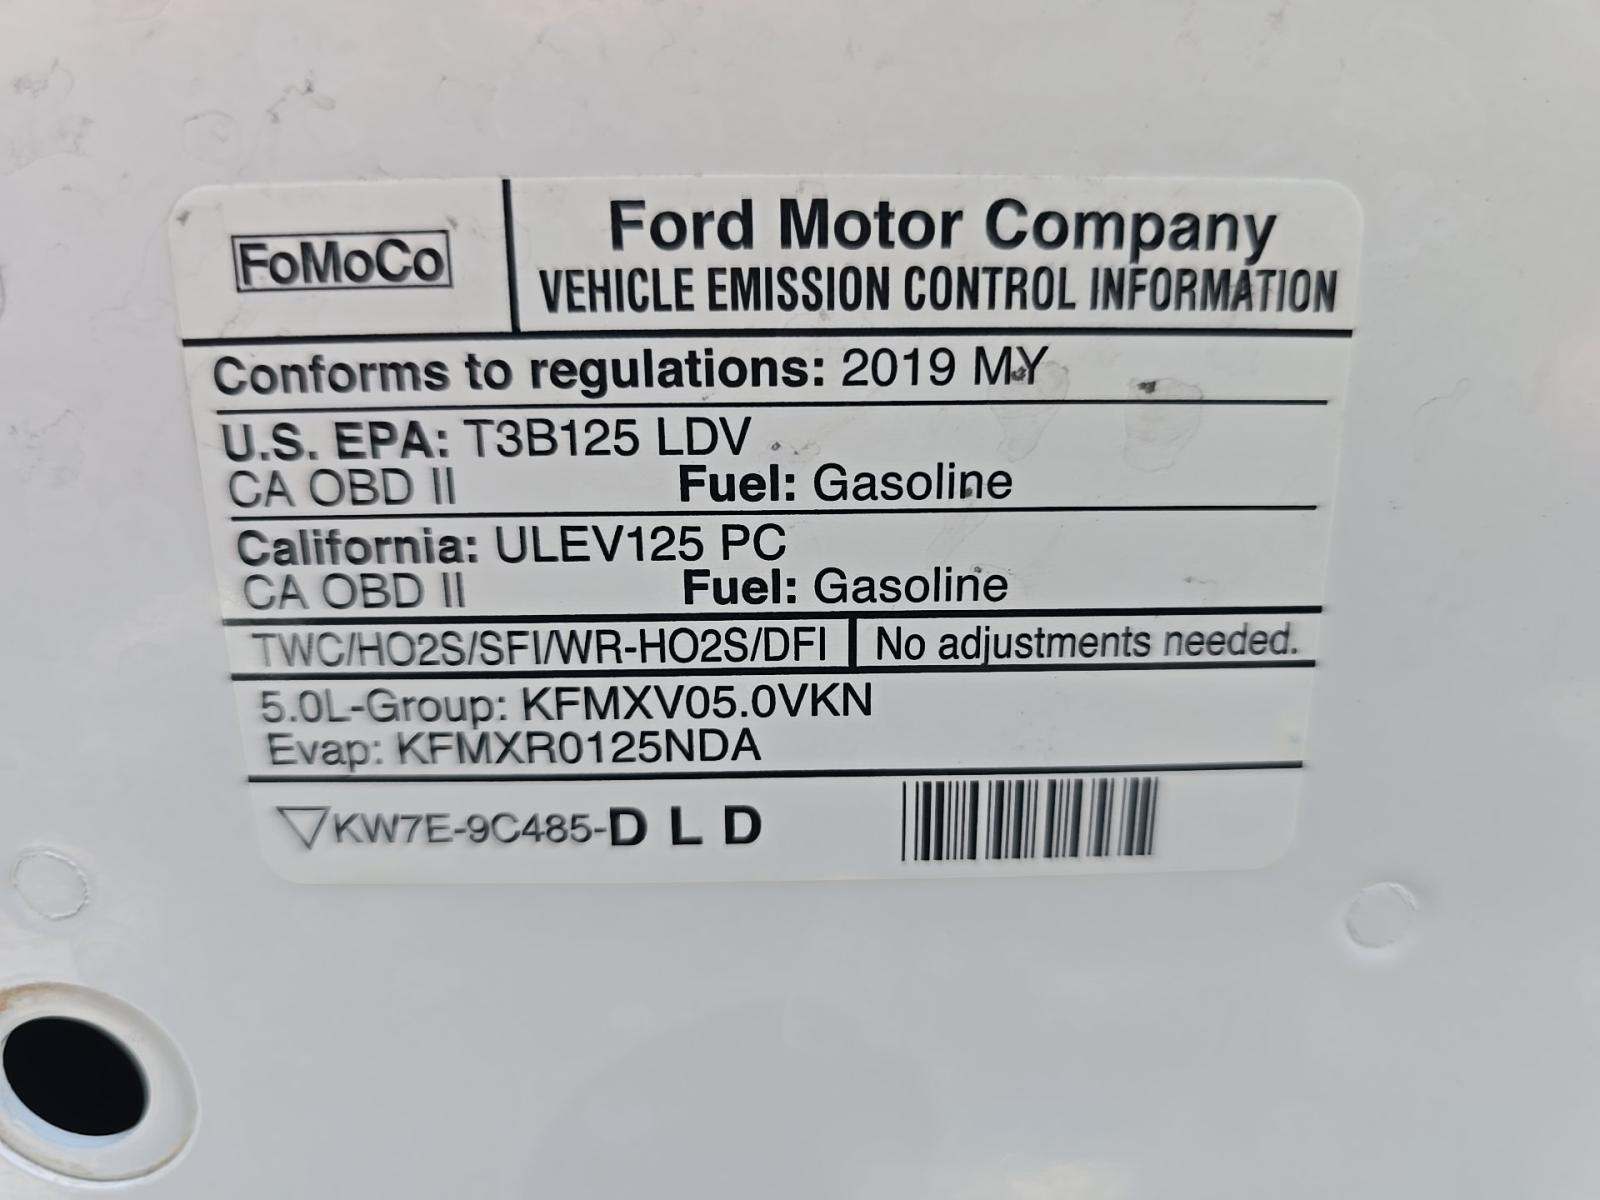 FoMoCo
Ford Motor Company
VEHICLE EMISSION CONTROL INFORMATION
Conforms to regulations: 2019 MY
U.S. EPA: T3B125 LDV
CA OBD II Fuel: Gasoline
California: ULEV125 PC
CA OBD II Fuel: Gasoline
TWC/HO2S/SFI/WR-HO2S/DFI No adjustments needed.
5.0L-Group: KFMXV05.0VKN
Evap: KFMXR0125NDA
KW7E-9C485-D L D